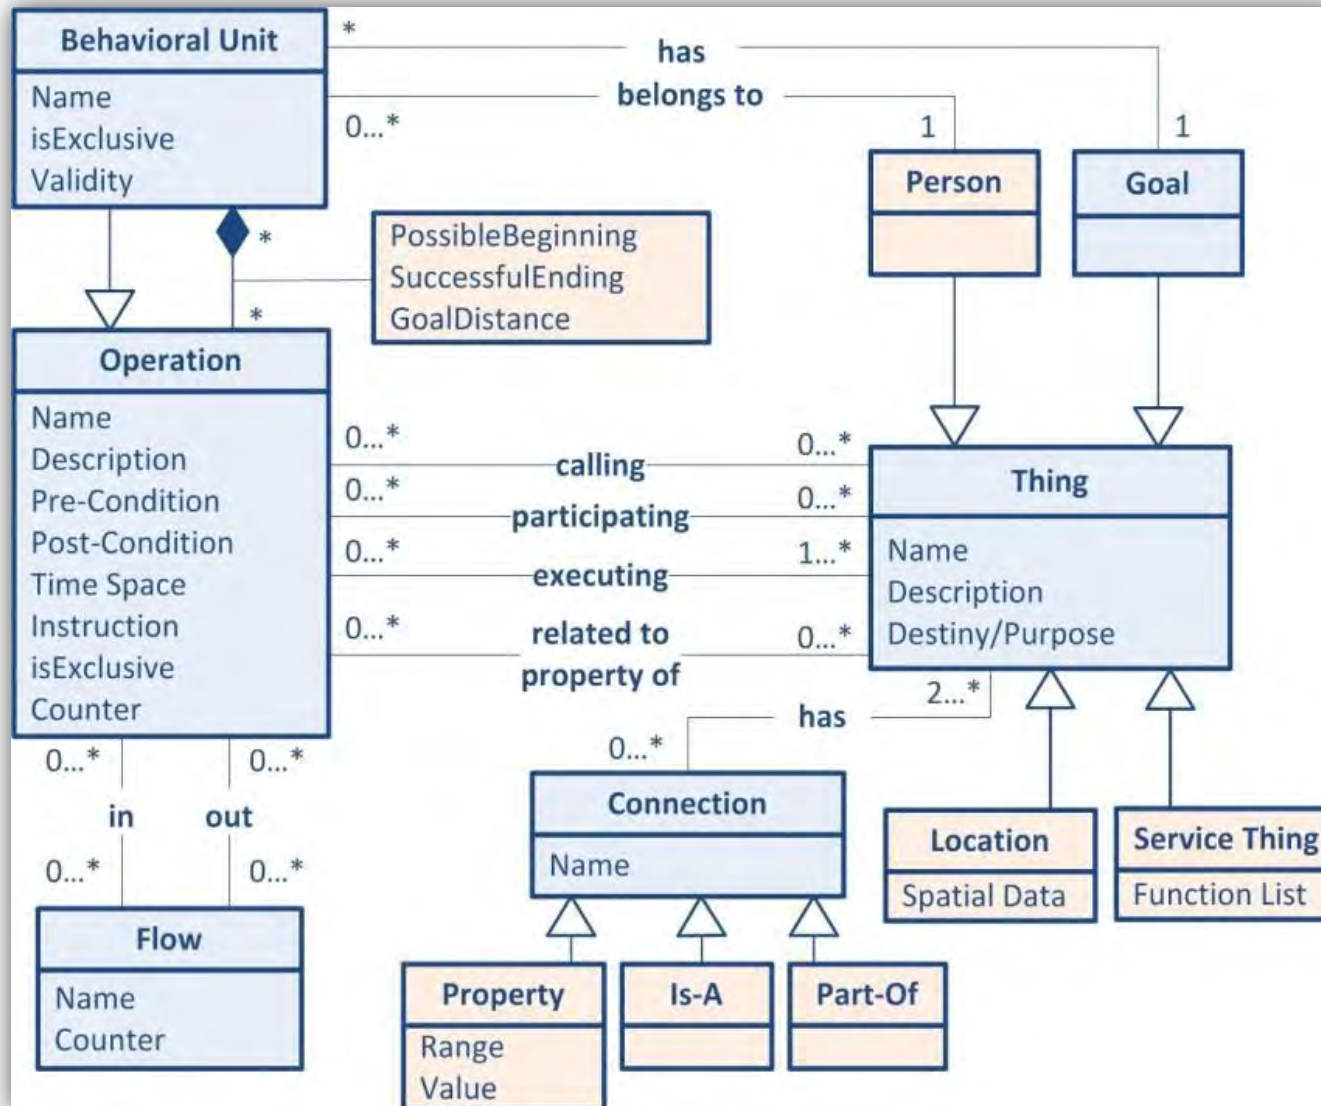 Behavioral Unit
Name
isExclusive
Validity
*
has
belongs to
0...*
1
1
Person
Goal
*
*
PossibleBeginning
SuccessfulEnding
GoalDistance
Operation
Name
Description
Pre-Condition
Post-Condition
Time Space
Instruction
isExclusive
Counter
0...*
calling
0...*
0...*
participating
0...*
0...*
executing
1...*
0...*
related to
property of
0...*
Thing
Name
Description
Destiny/Purpose
2...*
has
0...*
0...*
0...*
in
out
0...*
0...*
Flow
Name
Counter
Connection
Name
Location
Spatial Data
Service Thing
Function List
Property
Range
Value
Is-A
Part-Of